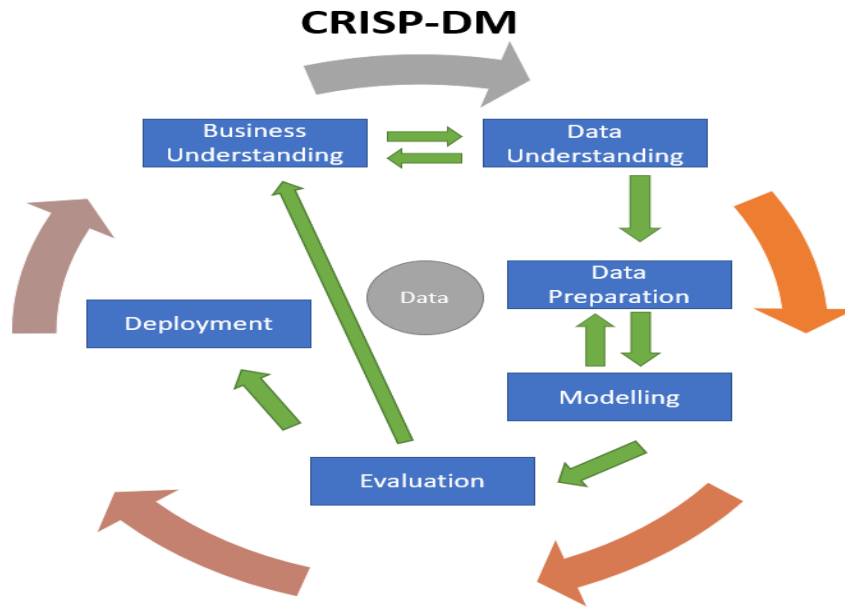 CRISP-DM
Business
Understanding
Data
Understanding
Data
Preparation
Data
Deployment
Modelling
Evaluation